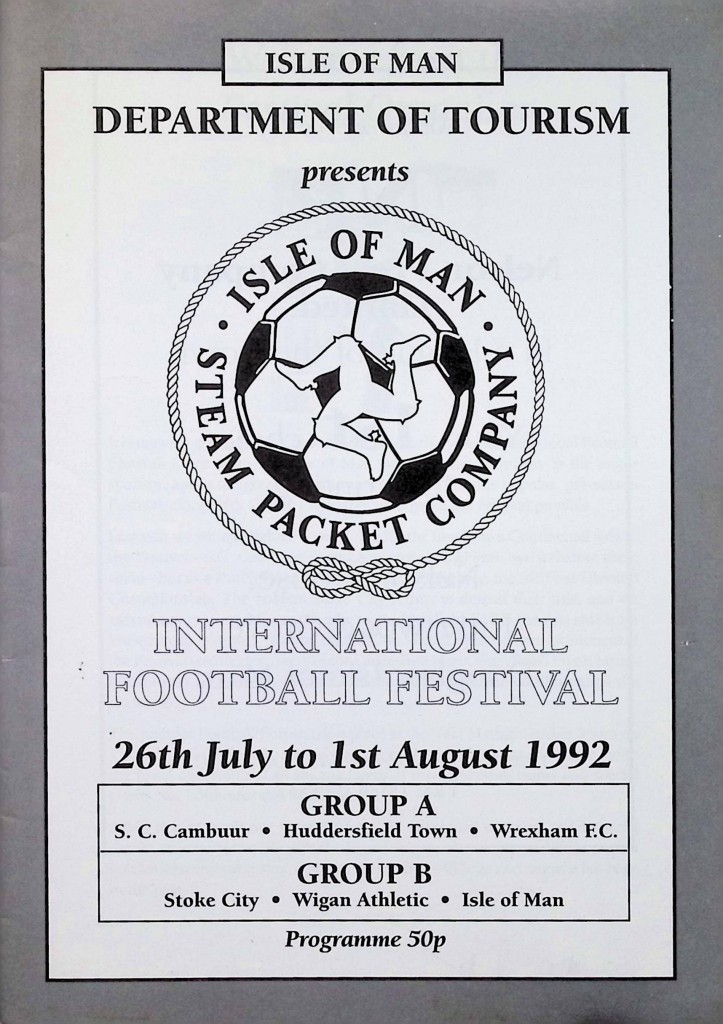 ISLE OF MAN
DEPARTMENT OF TOURISM
presents
· ISLE OF MAN ·
STEAM PACKET COMPANY
INTERNATIONAL
FOOTBALL FESTIVAL
26th July to 1st August 1992
GROUP A
S. C. Cambuur • Huddersfield Town • Wrexham F.C.
GROUP B
Stoke City • Wigan Athletic • Isle of Man
Programme 50p